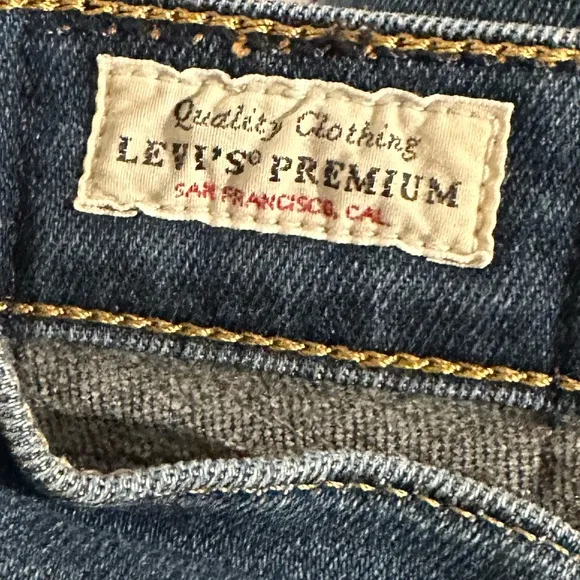 Quality Clothing
LEVI'S® PREMIUM
SAN FRANCISCO, CAL.